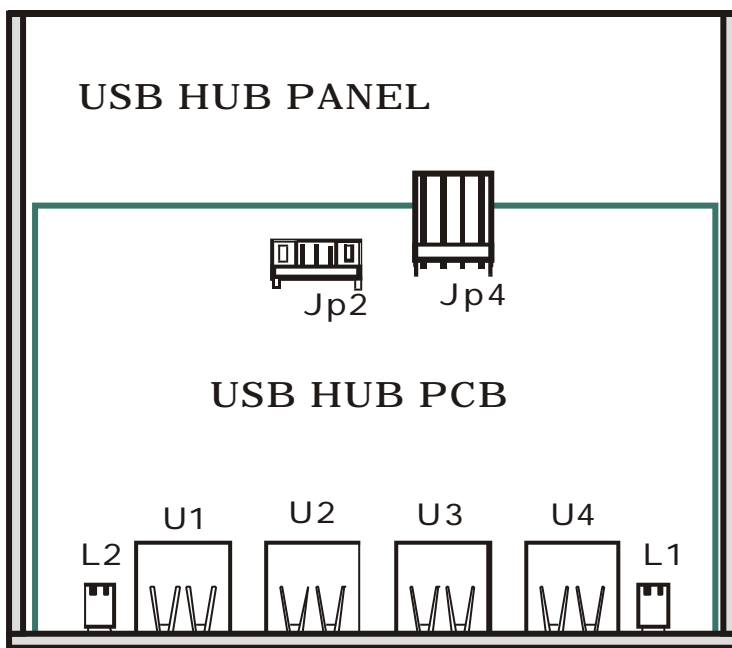 USB HUB PANEL
Jp2
Jp4
USB HUB PCB
U1
U2
U3
U4
L2
L1